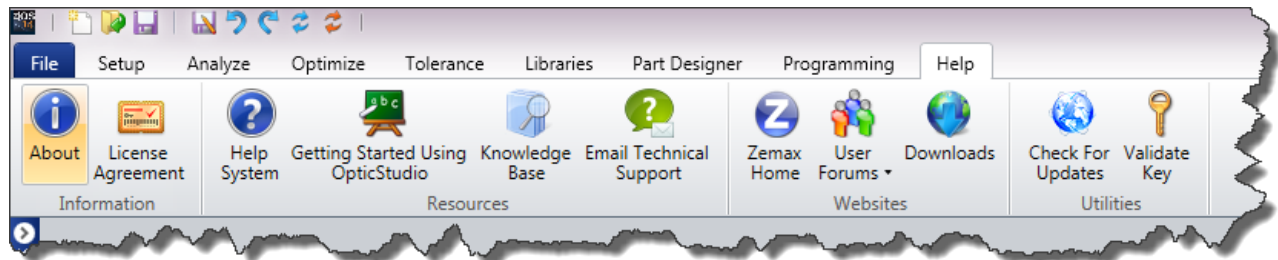 File Setup Analyze Optimize Tolerance Libraries Part Designer Programming Help
About License Help Getting Started Using Knowledge Email Technical Zemax User Downloads Check For Validate
Agreement System OpticStudio Base Support Home Forums Updates Key
Information Resources Websites Utilities